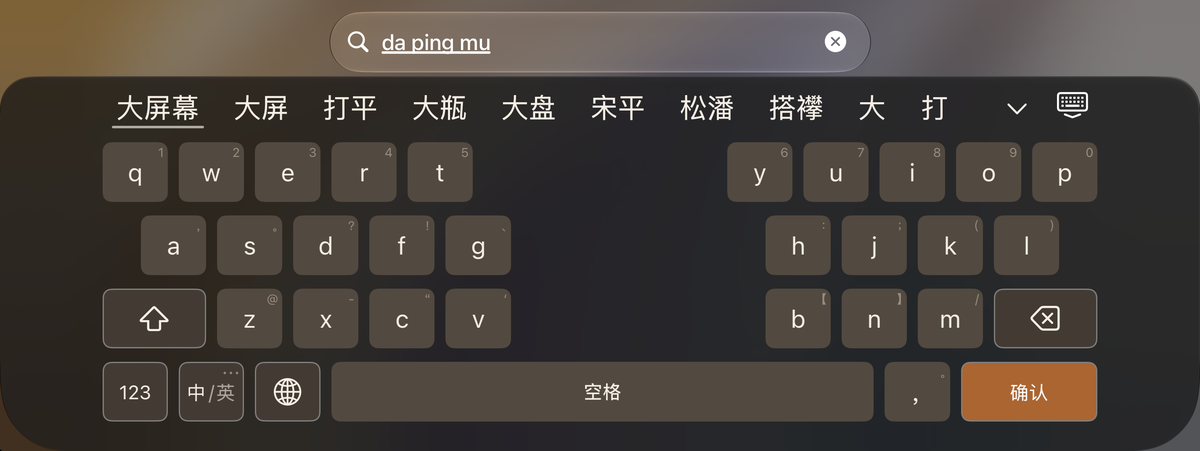 da ping mu
大屏幕 大屏 打平 大瓶 大盘 宋平 松潘 搭襻 大 打
q 1 w 2 e 3 r 4 t 5 y 6 u 7 i 8 o 9 p 0
a ' s 。 d ? f ! g 、 h : j ; k ( l )
z @ x - c “ v ‘ b 【 n 】 m /
123 中/英 ... 空格 , 。 确认